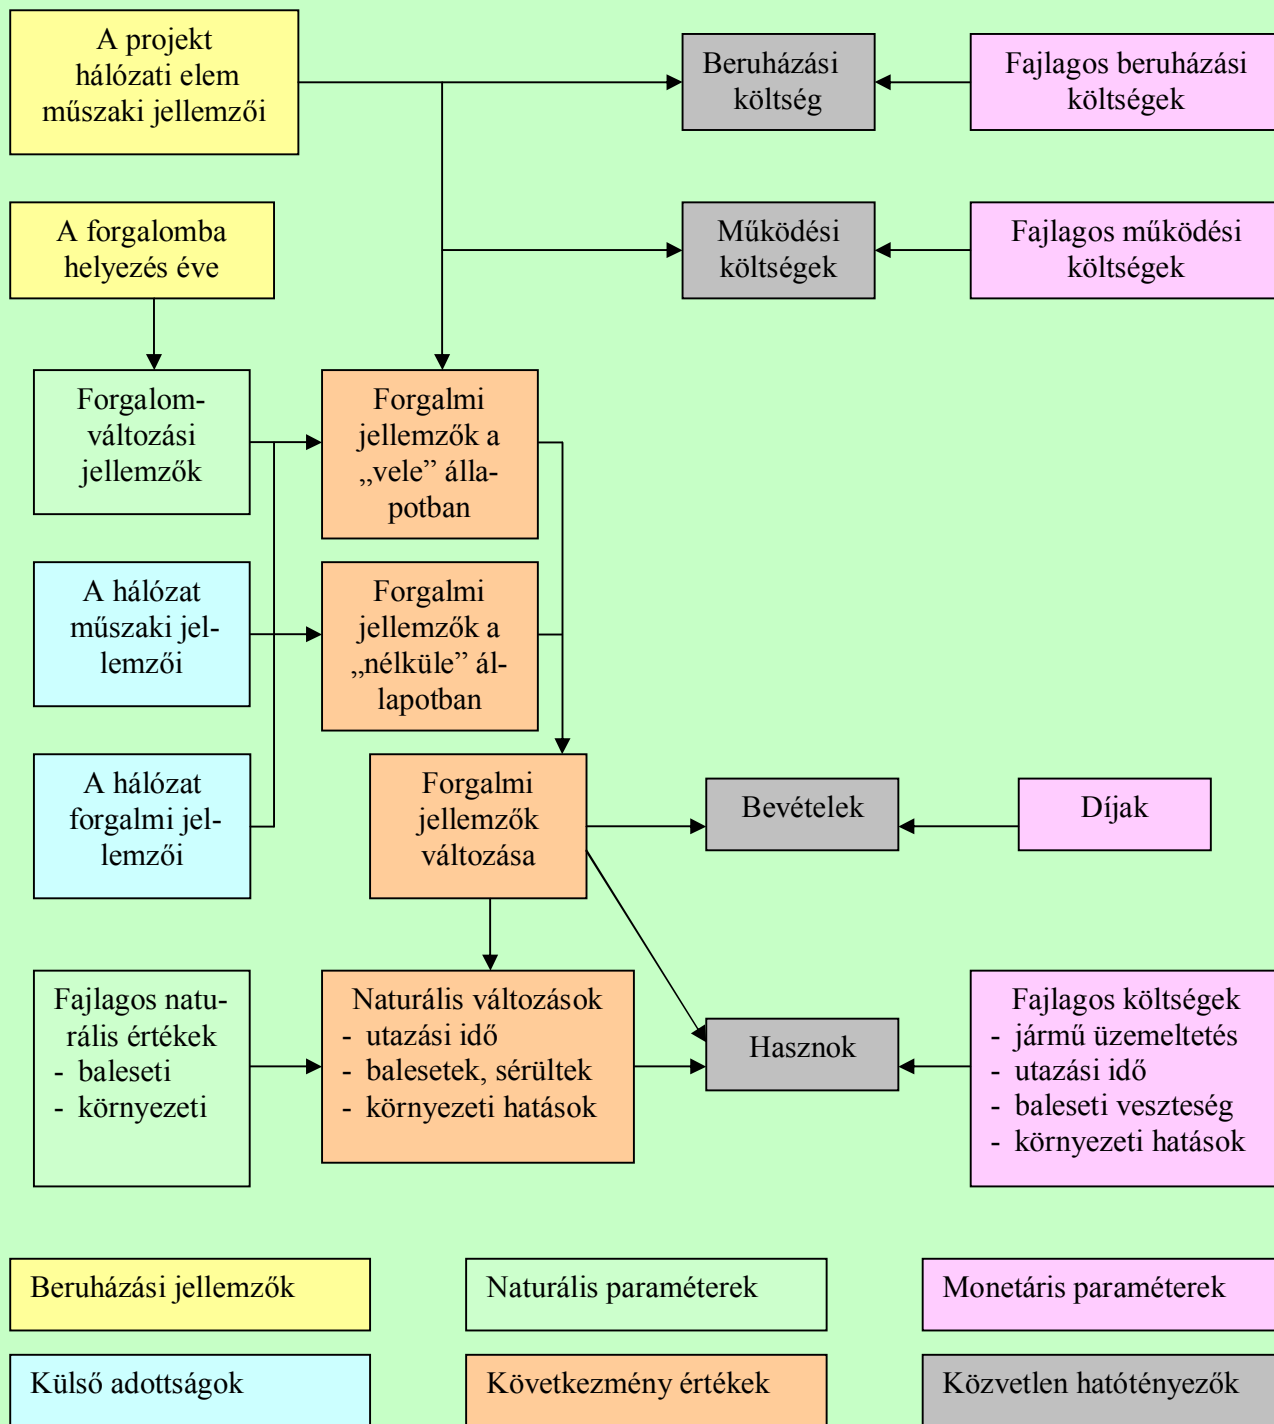 A projekt
hálózati elem
műszaki jellemzői
Beruházási
költség
Fajlagos beruházási
költségek
A forgalomba
helyezés éve
Működési
költségek
Fajlagos működési
költségek
Forgalom-
változási
jellemzők
Forgalmi
jellemzők a
„vele” álla-
potban
A hálózat
műszaki jel-
lemzői
Forgalmi
jellemzők a
„nélküle” ál-
lapotban
A hálózat
forgalmi jel-
lemzői
Forgalmi
jellemzők
változása
Bevételek
Díjak
Fajlagos natu-
rális értékek
- baleseti
- környezeti
Naturális változások
- utazási idő
- balesetek, sérültek
- környezeti hatások
Hasznok
Fajlagos költségek
- jármű üzemeltetés
- utazási idő
- baleseti veszteség
- környezeti hatások
Beruházási jellemzők
Naturális paraméterek
Monetáris paraméterek
Külső adottságok
Következmény értékek
Közvetlen hatótényezők